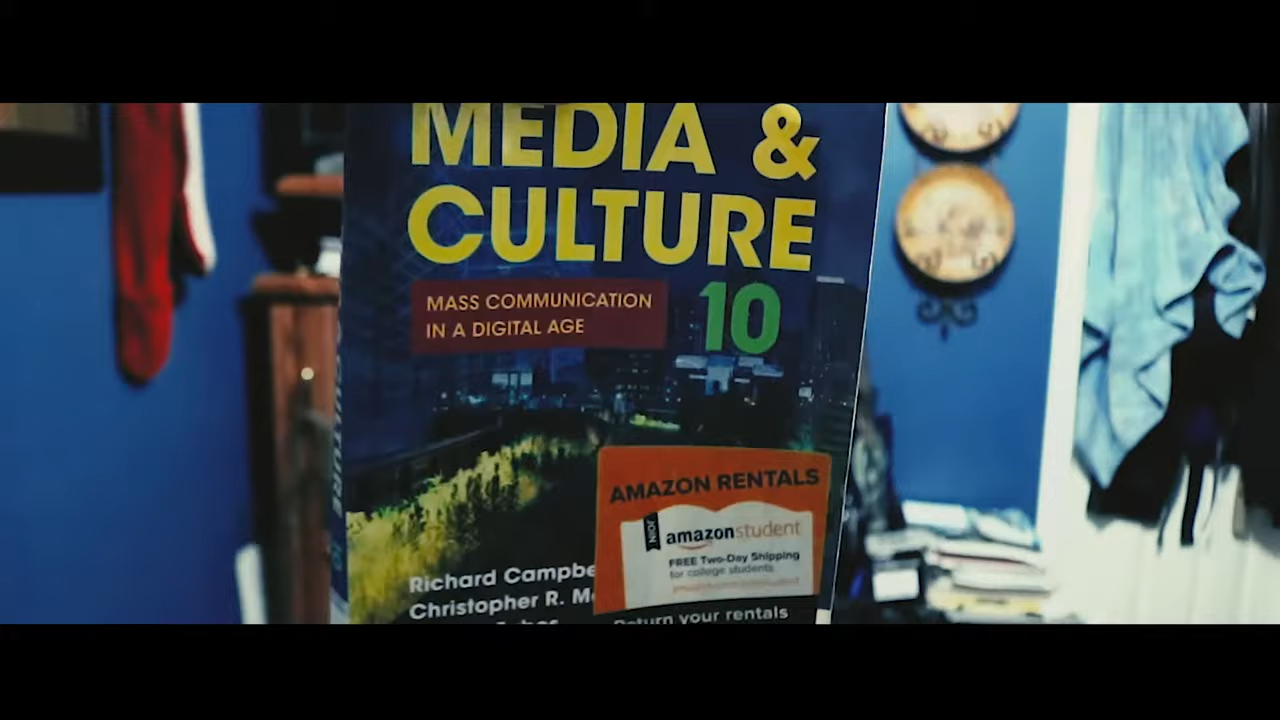 MEDIA &
CULTURE
MASS COMMUNICATION
IN A DIGITAL AGE
10
AMAZON RENTALS
JOIN
amazonstudent
FREE Two-Day Shipping
for college students
Richard Campbe
Christopher R. M
Return your rentals